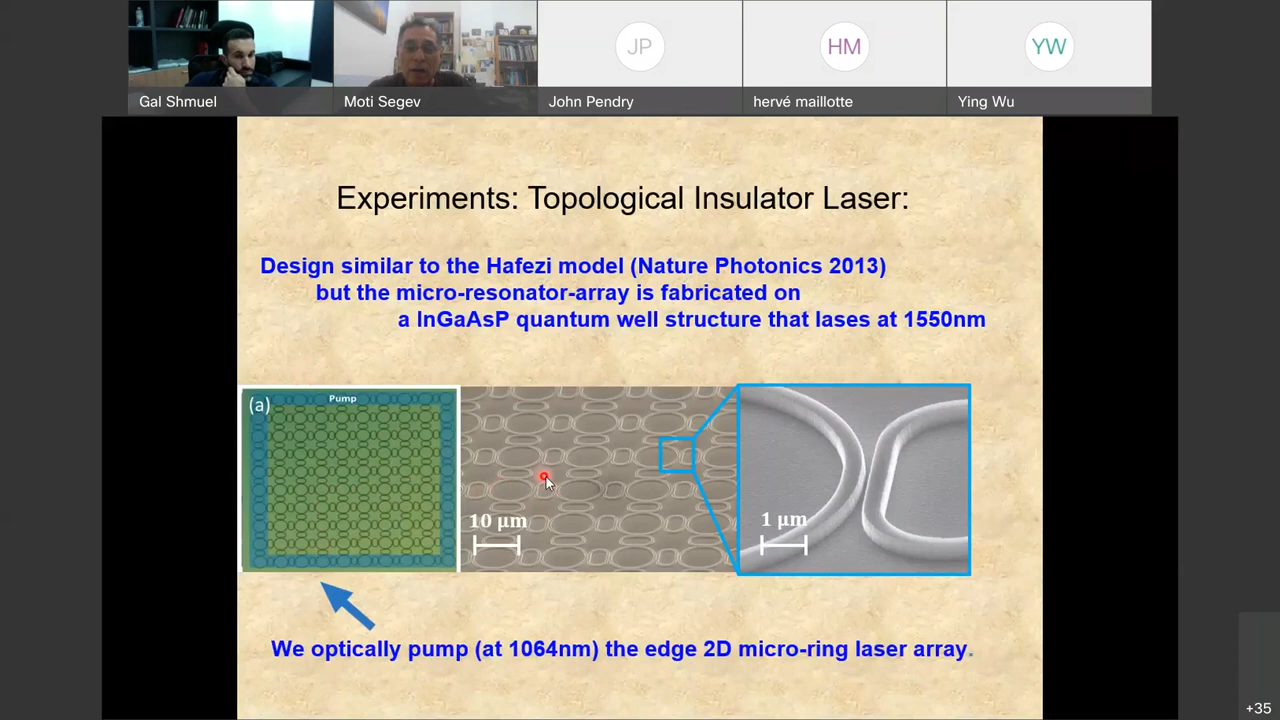 JP
HM
YW
Gal Shmuel
Moti Segev
John Pendry
hervé maillotte
Ying Wu
Experiments: Topological Insulator Laser:
Design similar to the Hafezi model (Nature Photonics 2013)
but the micro-resonator-array is fabricated on
a InGaAsP quantum well structure that lases at 1550nm
(a)
Pump
10 μm
1 μm
We optically pump (at 1064nm) the edge 2D micro-ring laser array.
+35